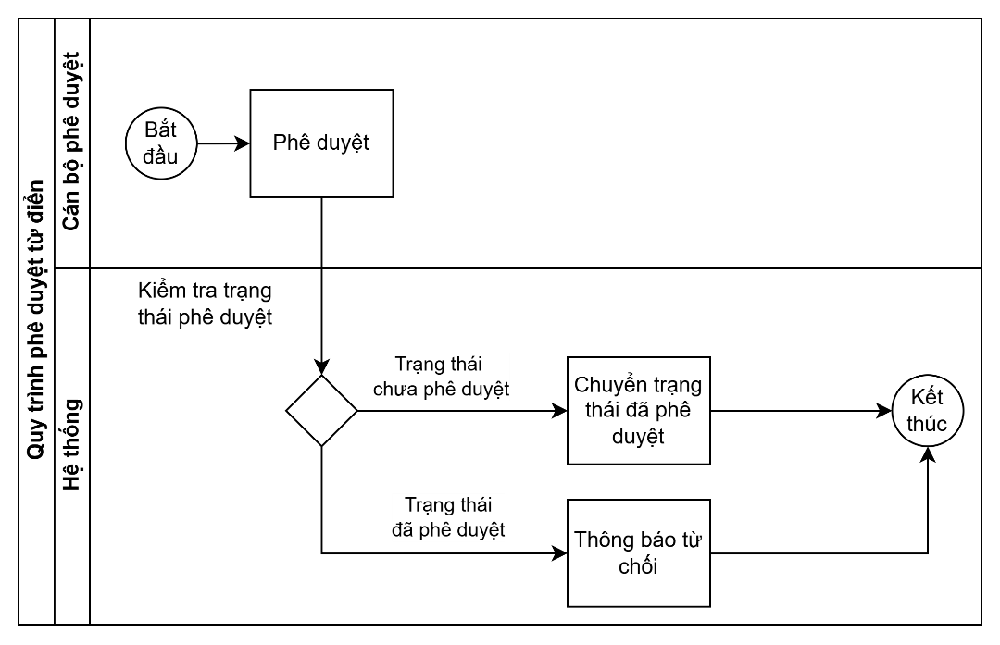 Quy trình phê duyệt từ điển
Cán bộ phê duyệt
Bắt
đầu
Phê duyệt
Hệ thống
Kiểm tra trạng
thái phê duyệt
Trạng thái
chưa phê duyệt
Chuyển trạng
thái đã phê
duyệt
Kết
thúc
Trạng thái
đã phê duyệt
Thông báo từ
chối